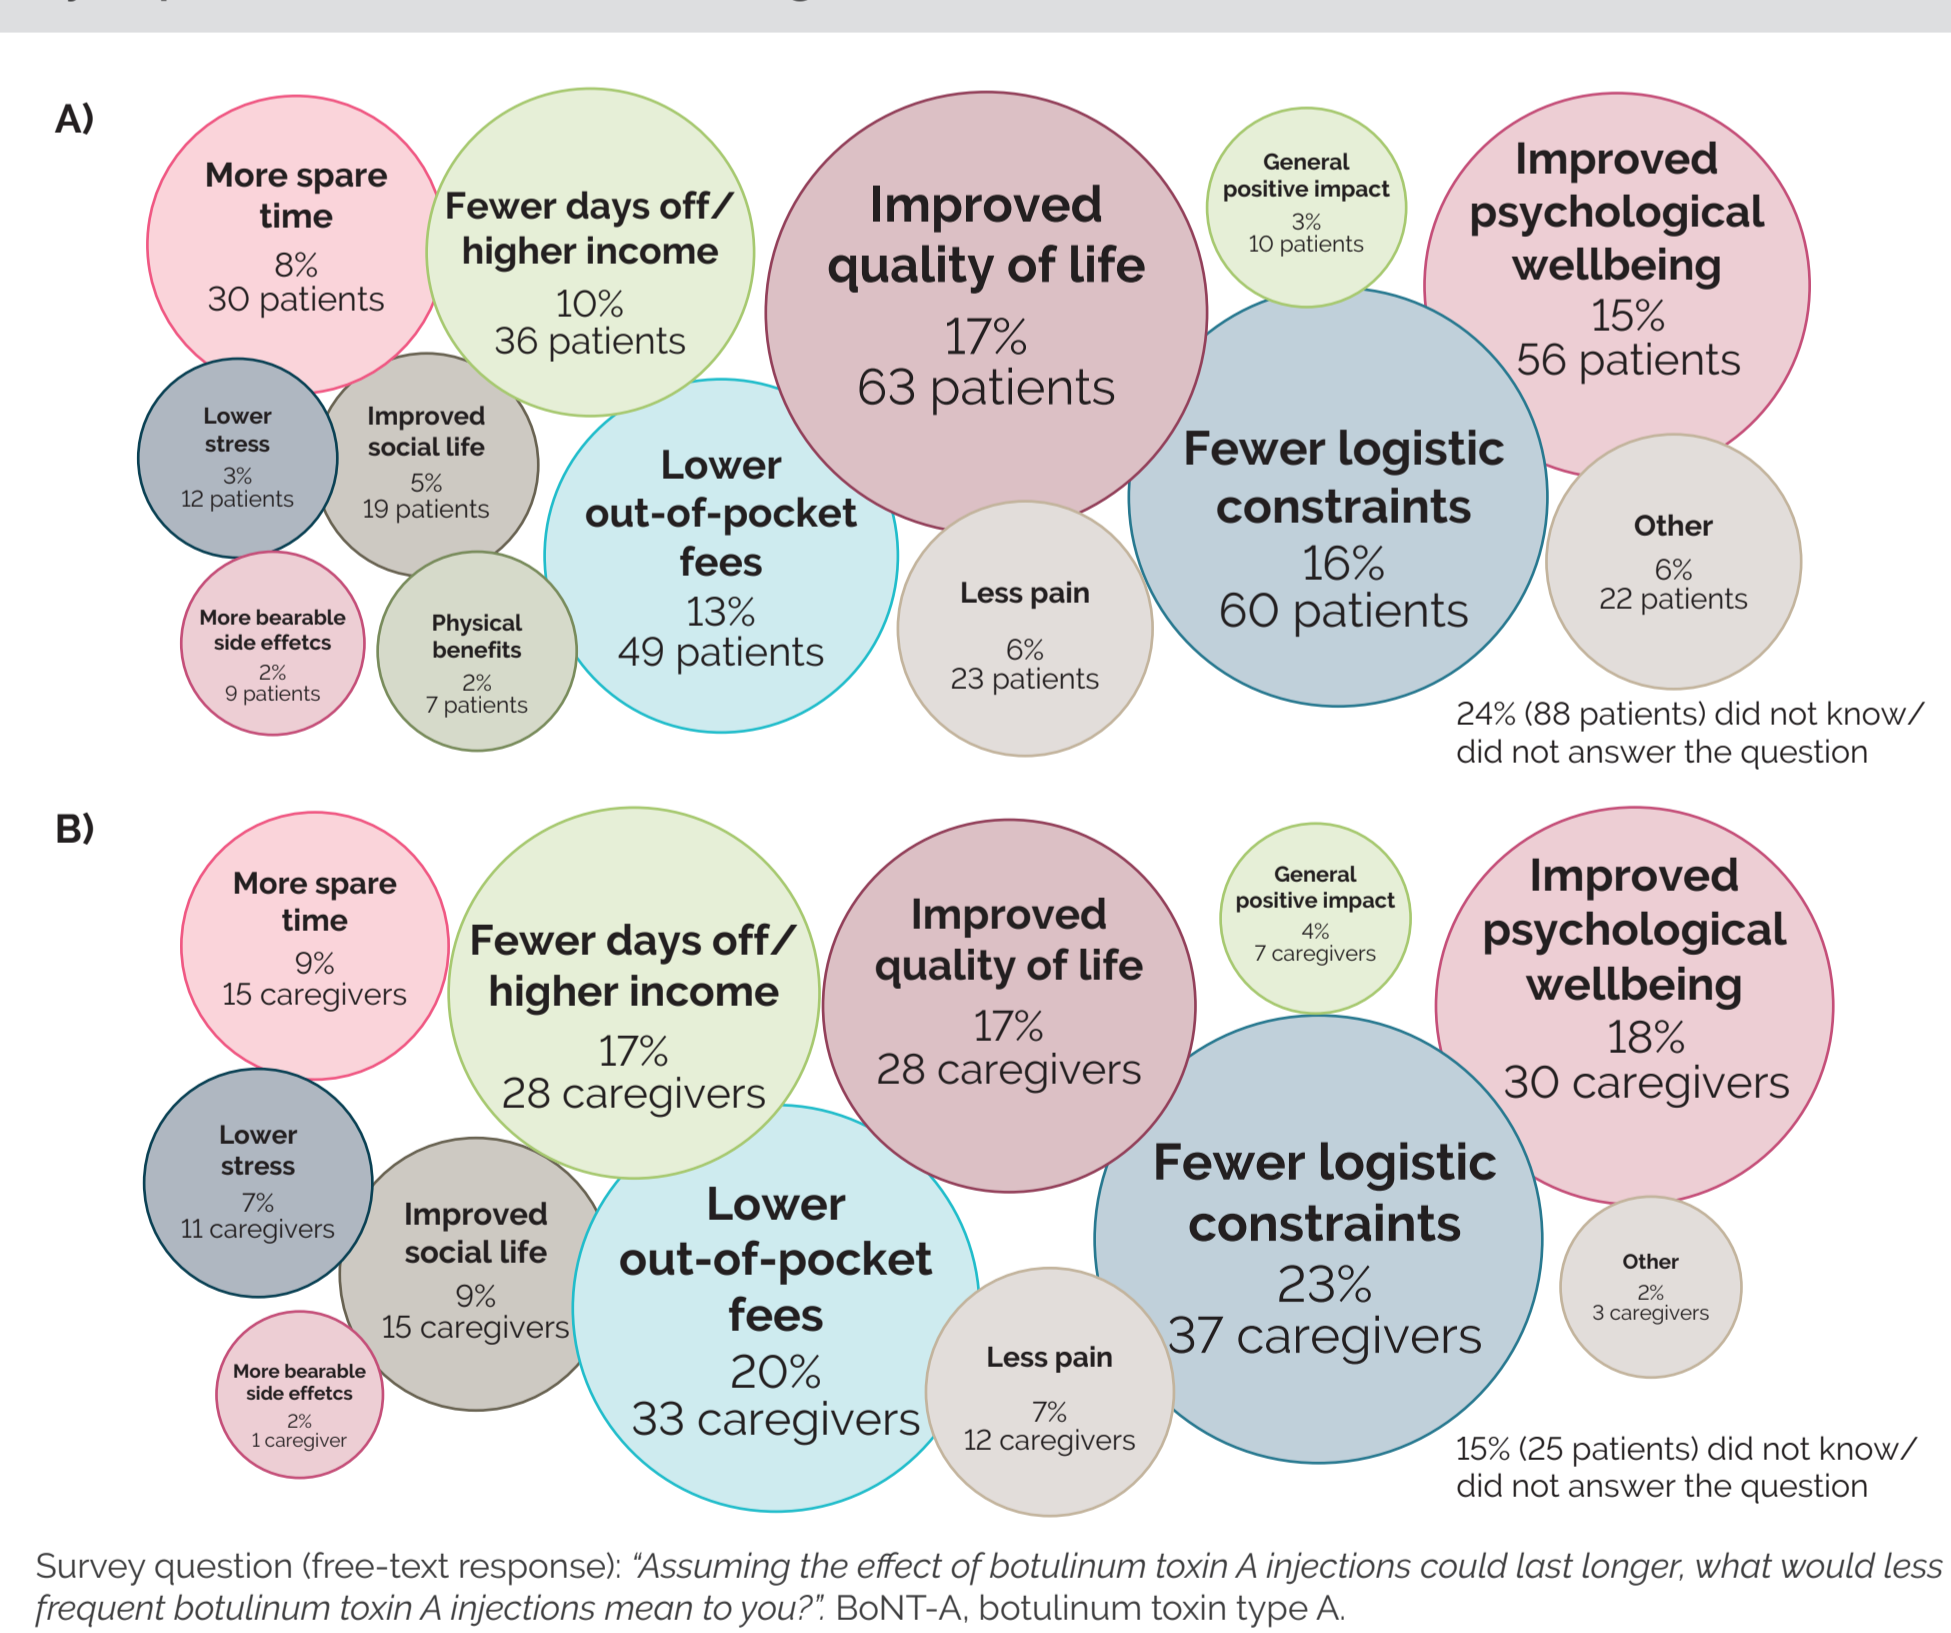 A)
More spare
time
8%
30 patients
Fewer days off/
higher income
10%
36 patients
Improved
quality of life
17%
63 patients
General
positive impact
3%
10 patients
Improved
psychological
wellbeing
15%
56 patients
Lower
stress
3%
12 patients
Improved
social life
5%
19 patients
Lower
out-of-pocket
fees
13%
49 patients
Fewer logistic
constraints
16%
60 patients
Other
6%
22 patients
More bearable
side effetcs
2%
9 patients
Physical
benefits
2%
7 patients
Less pain
6%
23 patients
24% (88 patients) did not know/
did not answer the question
B)
More spare
time
9%
15 caregivers
Fewer days off/
higher income
17%
28 caregivers
Improved
quality of life
17%
28 caregivers
General
positive impact
4%
7 caregivers
Improved
psychological
wellbeing
18%
30 caregivers
Lower
stress
7%
11 caregivers
Improved
social life
9%
15 caregivers
Lower
out-of-pocket
fees
20%
33 caregivers
Fewer logistic
constraints
23%
37 caregivers
Other
2%
3 caregivers
More bearable
side effetcs
2%
1 caregiver
Less pain
7%
12 caregivers
15% (25 patients) did not know/
did not answer the question
Survey question (free-text response): “Assuming the effect of botulinum toxin A injections could last longer, what would less
frequent botulinum toxin A injections mean to you?”. BoNT-A, botulinum toxin type A.